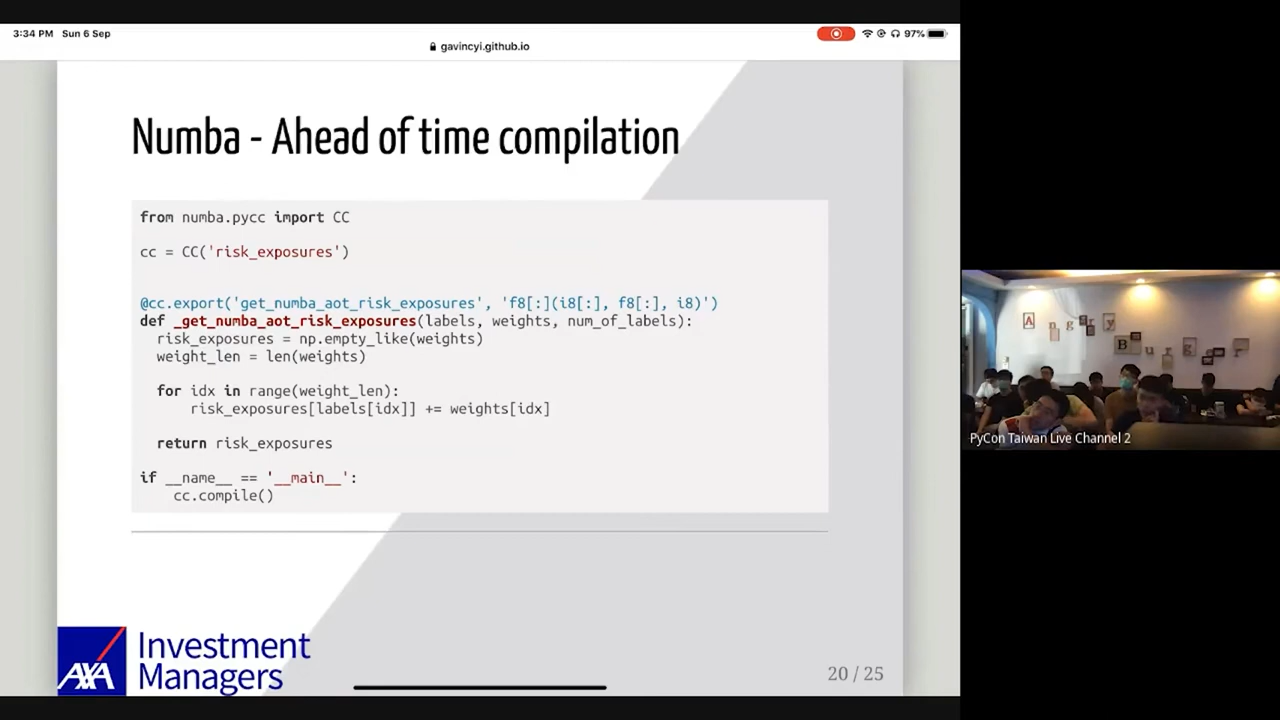 3:34 PM Sun 6 Sep
gavincyi.github.io
97%
Numba - Ahead of time compilation
from numba.pycc import CC
cc = CC('risk_exposures')
@cc.export('get_numba_aot_risk_exposures', 'f8[:](i8[:], f8[:], i8)')
def _get_numba_aot_risk_exposures(labels, weights, num_of_labels):
  risk_exposures = np.empty_like(weights)
  weight_len = len(weights)
  for idx in range(weight_len):
      risk_exposures[labels[idx]] += weights[idx]
  return risk_exposures
if __name__ == '__main__':
    cc.compile()
AXA Investment
Managers
20 / 25
Angry
Burger
PyCon Taiwan Live Channel 2